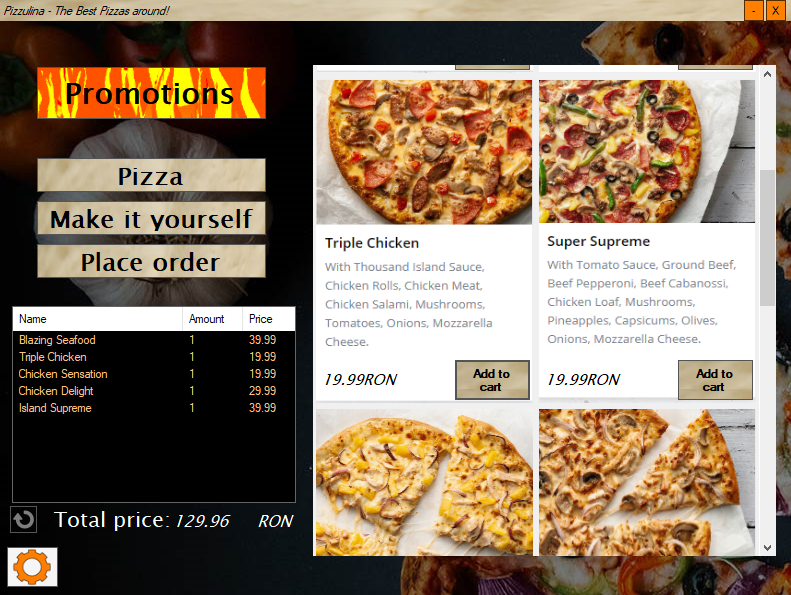 Pizzulina - The Best Pizzas around!
- X
Promotions
Pizza
Make it yourself
Place order
Name Amount Price
Blazing Seafood 1 39.99
Triple Chicken 1 19.99
Chicken Sensation 1 19.99
Chicken Delight 1 29.99
Island Supreme 1 39.99
Total price: 129.96 RON
Triple Chicken
With Thousand Island Sauce,
Chicken Rolls, Chicken Meat,
Chicken Salami, Mushrooms,
Tomatoes, Onions, Mozzarella
Cheese.
19.99RON
Add to
cart
Super Supreme
With Tomato Sauce, Ground Beef,
Beef Pepperoni, Beef Cabanossi,
Chicken Loaf, Mushrooms,
Pineapples, Capsicums, Olives,
Onions, Mozzarella Cheese.
19.99RON
Add to
cart